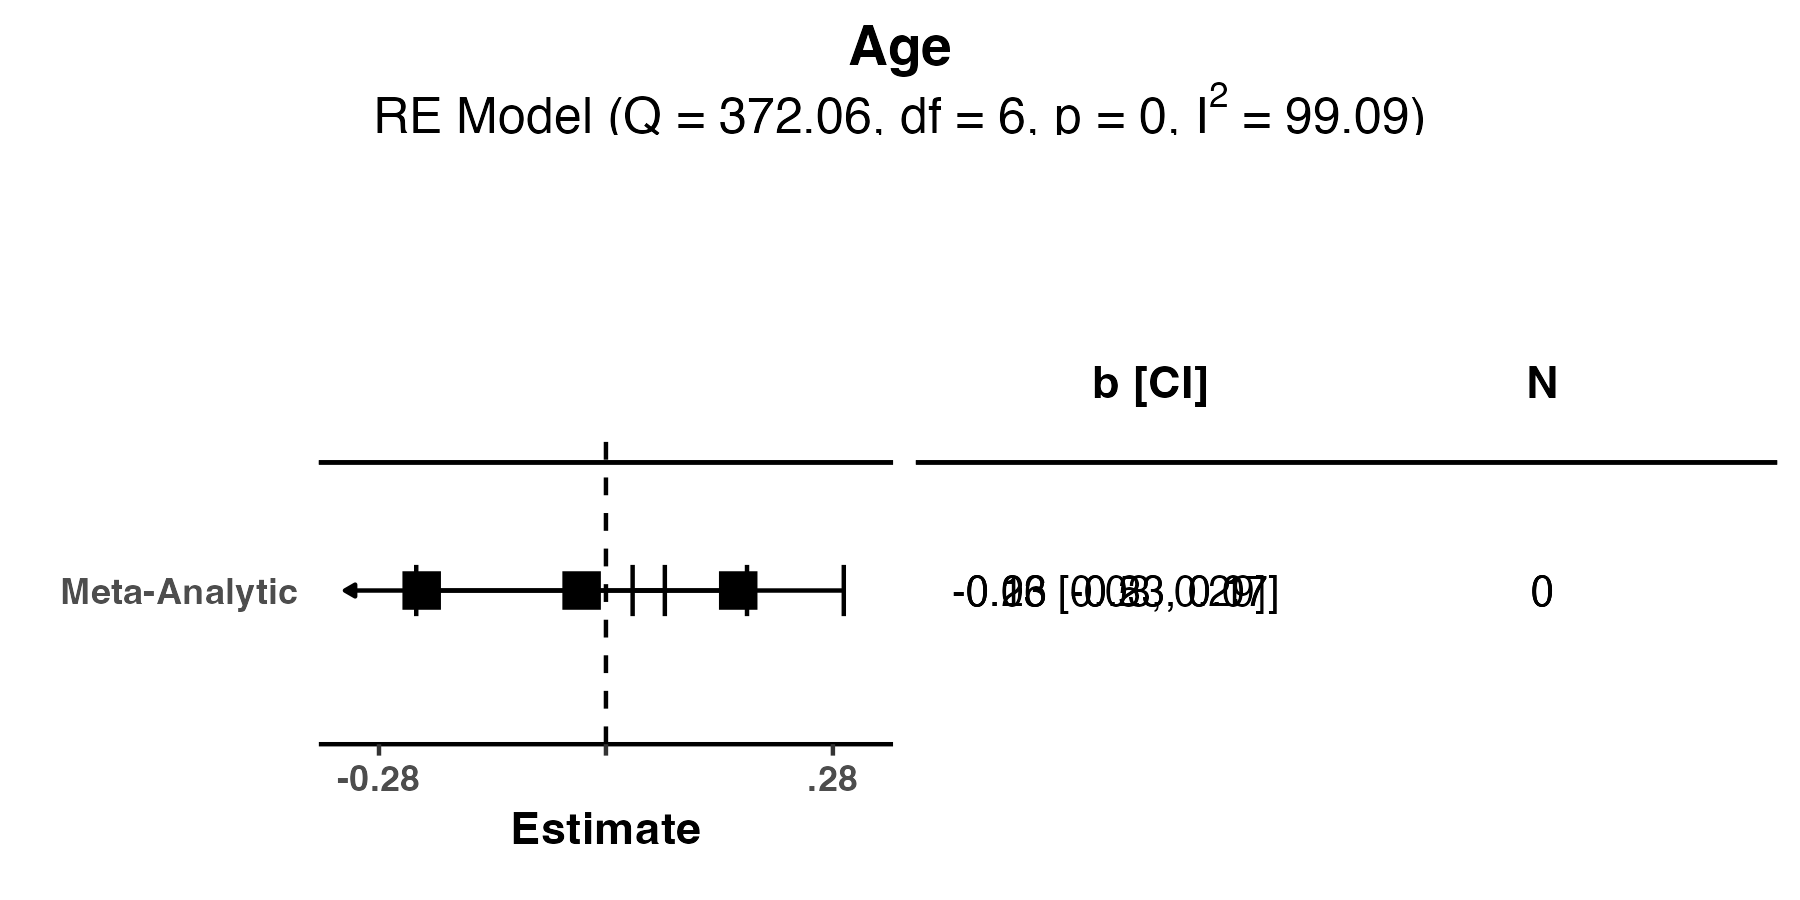 Age
RE Model (Q = 372.06, df = 6, p = 0, I² = 99.09)
b [CI] N
Meta-Analytic 0
-0.28 .28
Estimate